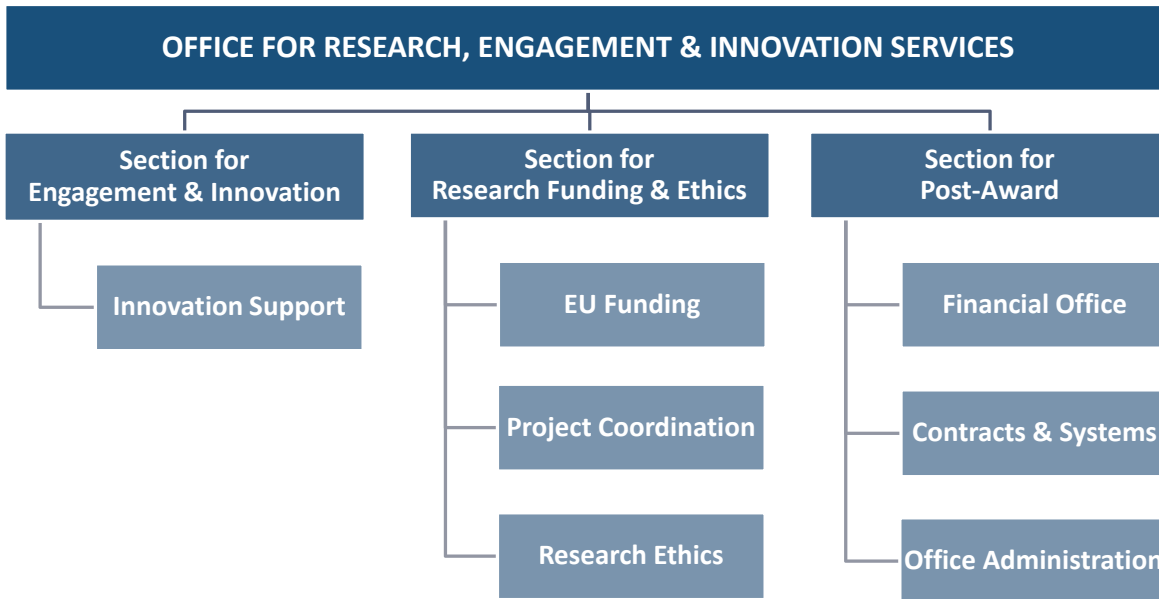 OFFICE FOR RESEARCH, ENGAGEMENT & INNOVATION SERVICES
Section for
Engagement & Innovation
Innovation Support
Section for
Research Funding & Ethics
EU Funding
Project Coordination
Research Ethics
Section for
Post-Award
Financial Office
Contracts & Systems
Office Administration